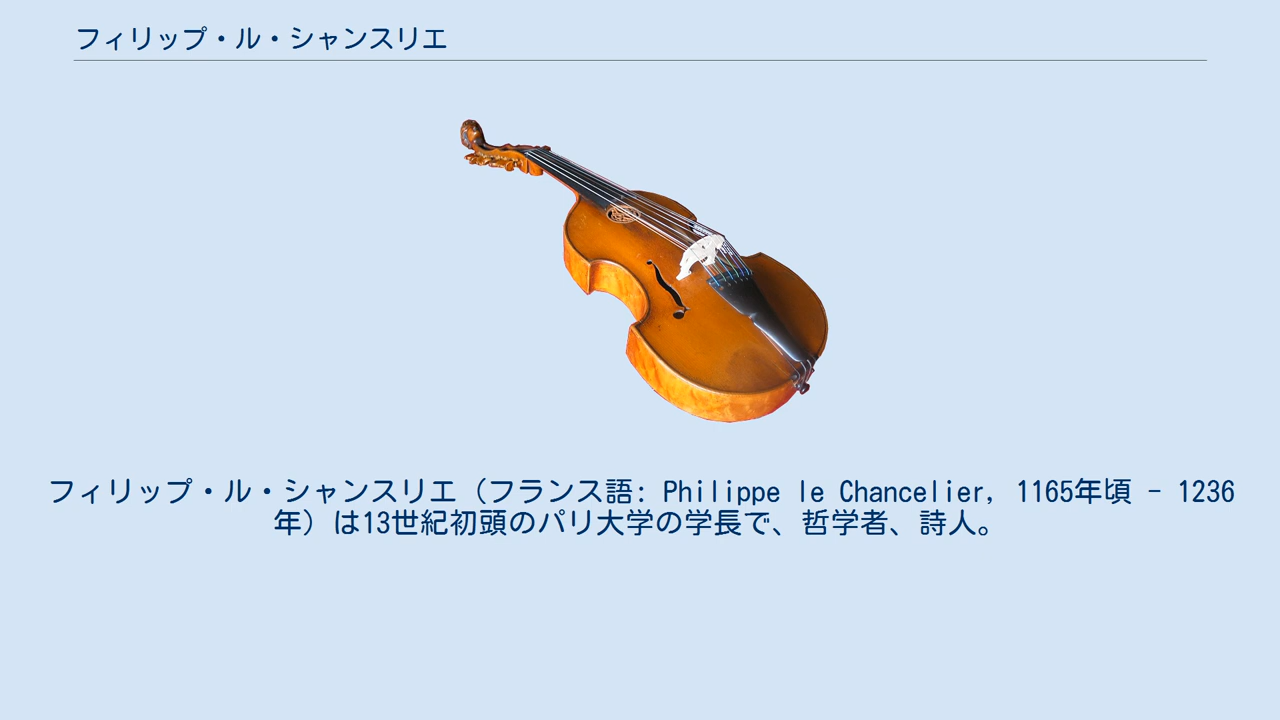 フィリップ・ル・シャンスリエ
フィリップ・ル・シャンスリエ（フランス語: Philippe le Chancelier, 1165年頃 - 1236
年）は13世紀初頭のパリ大学の学長で、哲学者、詩人。